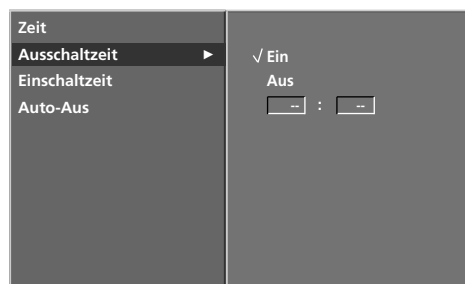 Zeit
Ausschaltzeit ►
Einschaltzeit
Auto-Aus
√ Ein
Aus
-- : --